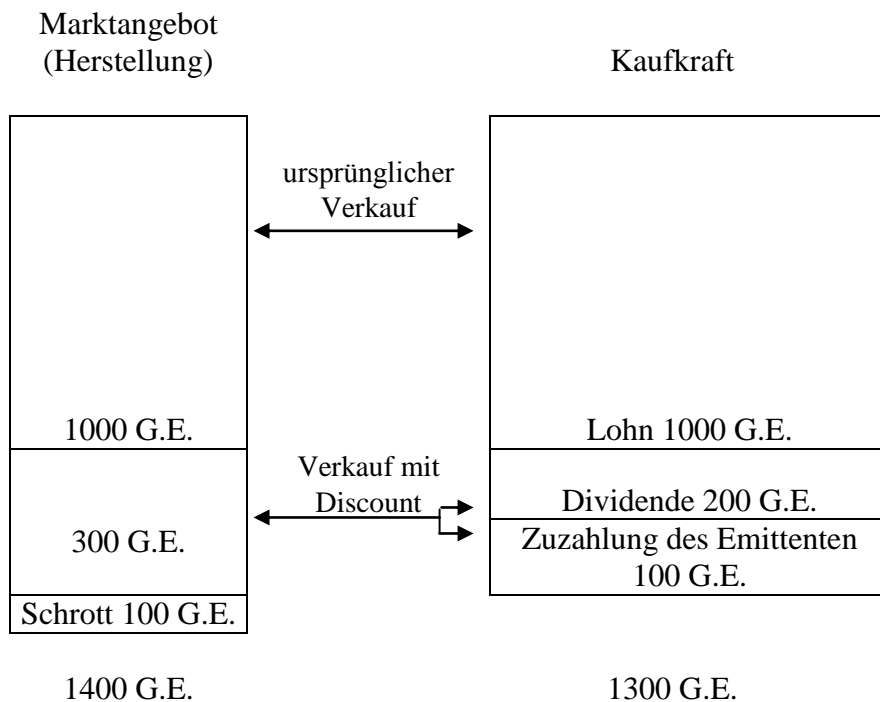 Marktangebot
(Herstellung)
Kaufkraft
ursprünglicher
Verkauf
1000 G.E.
Lohn 1000 G.E.
Verkauf mit
Discount
Dividende 200 G.E.
300 G.E.
Zuzahlung des Emittenten
100 G.E.
Schrott 100 G.E.
1400 G.E.
1300 G.E.